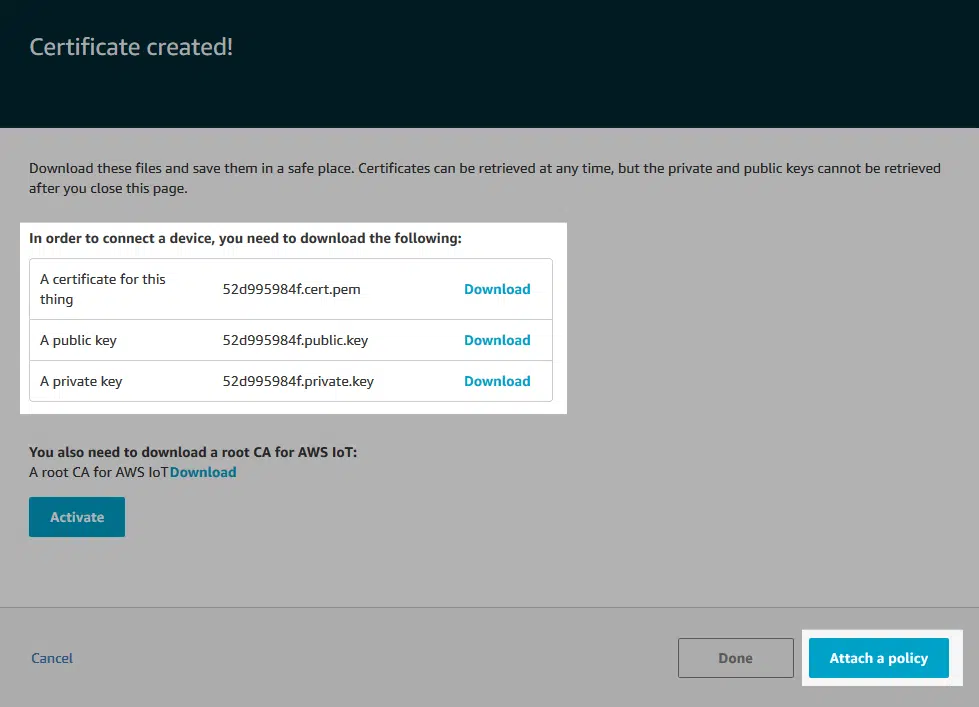 Certificate created!
Download these files and save them in a safe place. Certificates can be retrieved at any time, but the private and public keys cannot be retrieved
after you close this page.
In order to connect a device, you need to download the following:
A certificate for this
thing
52d995984f.cert.pem
Download
A public key
52d995984f.public.key
Download
A private key
52d995984f.private.key
Download
You also need to download a root CA for AWS IoT:
A root CA for AWS IoT Download
Activate
Cancel
Done
Attach a policy